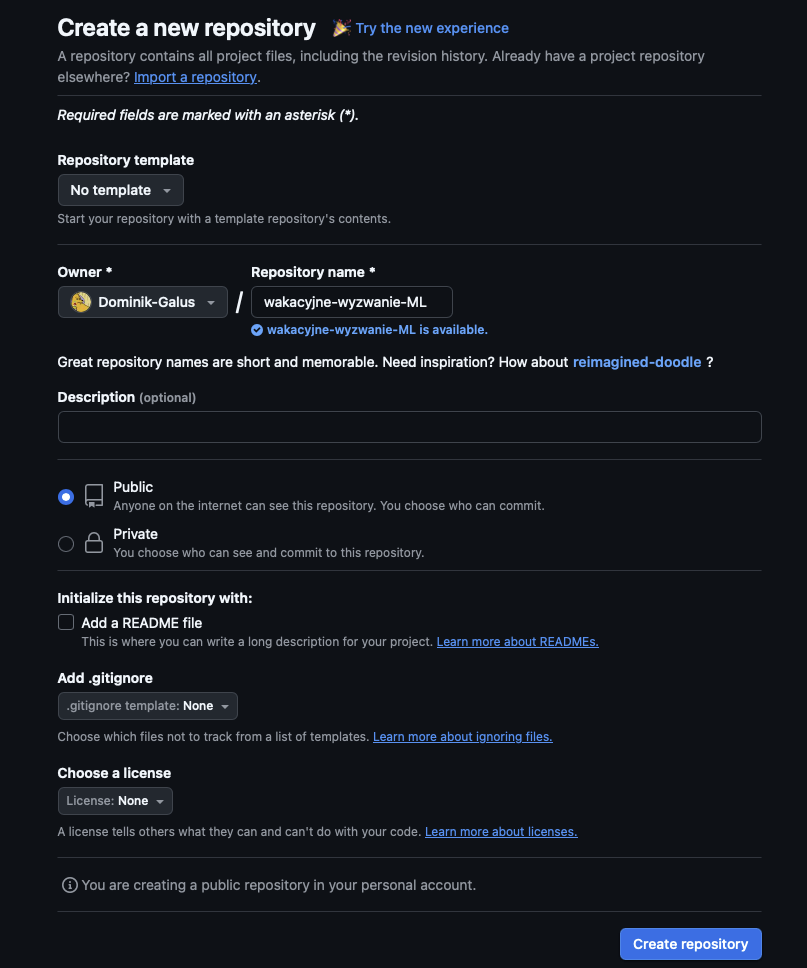 Create a new repository 🎉 Try the new experience
A repository contains all project files, including the revision history. Already have a project repository
elsewhere? Import a repository.
Required fields are marked with an asterisk (*).
Repository template
No template
Start your repository with a template repository's contents.
Owner * Repository name *
Dominik-Galus / wakacyjne-wyzwanie-ML
wakacyjne-wyzwanie-ML is available.
Great repository names are short and memorable. Need inspiration? How about reimagined-doodle ?
Description (optional)
Public
Anyone on the internet can see this repository. You choose who can commit.
Private
You choose who can see and commit to this repository.
Initialize this repository with:
Add a README file
This is where you can write a long description for your project. Learn more about READMEs.
Add .gitignore
.gitignore template: None
Choose which files not to track from a list of templates. Learn more about ignoring files.
Choose a license
License: None
A license tells others what they can and can't do with your code. Learn more about licenses.
You are creating a public repository in your personal account.
Create repository